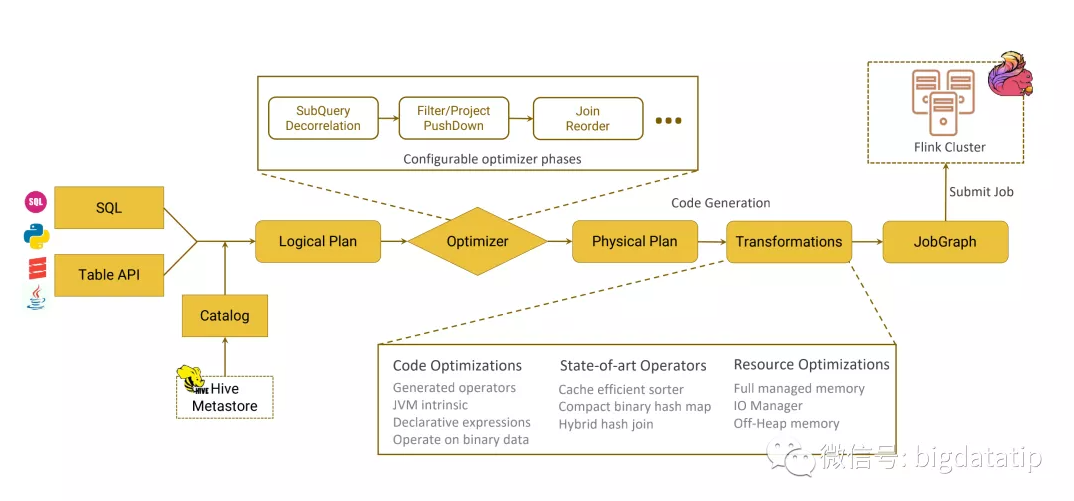 SubQuery
Decorrelation
Filter/Project
PushDown
Join
Reorder
•••
Configurable optimizer phases
Flink Cluster
Submit Job
SQL
SQL
Table API
Logical Plan
Optimizer
Physical Plan
Code Generation
Transformations
JobGraph
Catalog
HIVE
Hive
Metastore
Code Optimizations
Generated operators
JVM intrinsic
Declarative expressions
Operate on binary data
State-of-art Operators
Cache efficient sorter
Compact binary hash map
Hybrid hash join
Resource Optimizations
Full managed memory
IO Manager
Off-Heap memory
微信号: bigdatatip